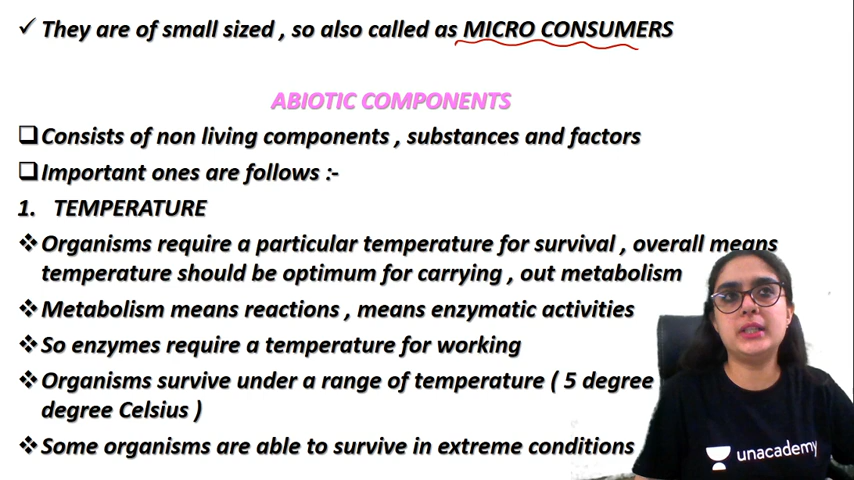 ✓ They are of small sized , so also called as MICRO CONSUMERS
ABIOTIC COMPONENTS
❑ Consists of non living components , substances and factors
❑ Important ones are follows :-
1. TEMPERATURE
❖ Organisms require a particular temperature for survival , overall means
temperature should be optimum for carrying , out metabolism
❖ Metabolism means reactions , means enzymatic activities
❖ So enzymes require a temperature for working
❖ Organisms survive under a range of temperature ( 5 degree
degree Celsius )
❖ Some organisms are able to survive in extreme conditions
unacademy